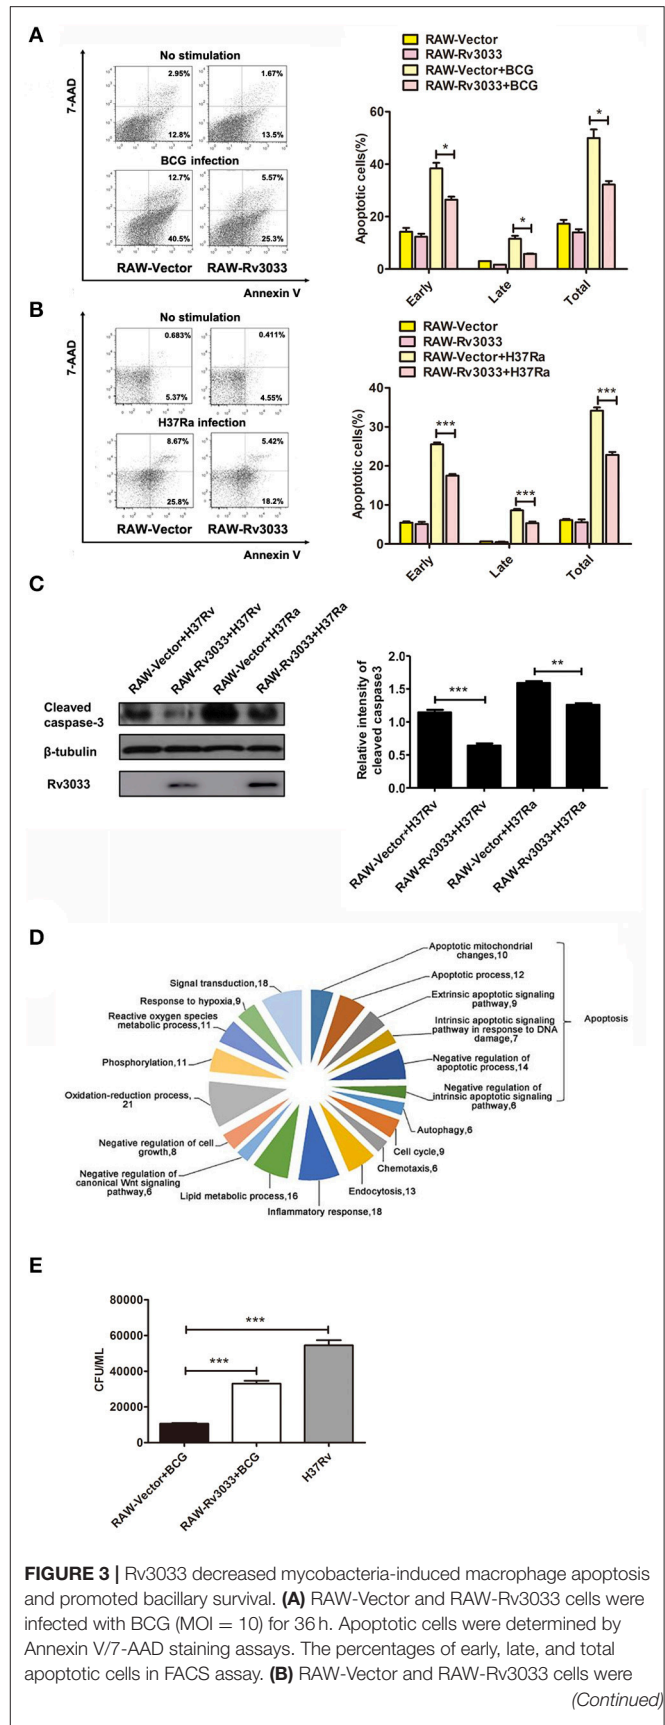 A
No stimulation
7-AAD
2.95%
1.67%
12.8%
13.5%
BCG infection
12.7%
5.57%
40.5%
25.3%
RAW-Vector
RAW-Rv3033
Annexin V
RAW-Vector
RAW-Rv3033
RAW-Vector+BCG
RAW-Rv3033+BCG
Apoptotic cells(%)
60
40
20
0
*
*
*
Early
Late
Total
B
No stimulation
7-AAD
0.683%
0.411%
5.37%
4.55%
H37Ra infection
8.67%
5.42%
25.8%
18.2%
RAW-Vector
RAW-Rv3033
Annexin V
RAW-Vector
RAW-Rv3033
RAW-Vector+H37Ra
RAW-Rv3033+H37Ra
Apoptotic cells(%)
40
30
20
10
0
***
***
***
Early
Late
Total
C
RAW-Vector+H37Rv
RAW-Rv3033+H37Rv
RAW-Vector+H37Ra
RAW-Rv3033+H37Ra
Cleaved
caspase-3
β-tubulin
Rv3033
Relative intensity of
cleaved caspase3
2.0
1.5
1.0
0.5
0.0
***
**
RAW-Vector+H37Rv
RAW-Rv3033+H37Rv
RAW-Vector+H37Ra
RAW-Rv3033+H37Ra
D
Apoptotic mitochondrial
changes,10
Apoptotic process,12
Extrinsic apoptotic signaling
pathway,9
Intrinsic apoptotic signaling
pathway in response to DNA
damage,7
Negative regulation of
apoptotic process,14
Negative regulation of
intrinsic apoptotic signaling
pathway,6
Apoptosis
Autophagy,6
Cell cycle,9
Chemotaxis,6
Endocytosis,13
Inflammatory response,18
Lipid metabolic process,16
Negative regulation of
canonical Wnt signaling
pathway,6
Negative regulation of cell
growth,8
Oxidation-reduction process,
21
Phosphorylation,11
Reactive oxygen species
metabolic process,11
Response to hypoxia,9
Signal transduction,18
E
CFU/ML
80000
60000
40000
20000
0
***
***
RAW-Vector+BCG
RAW-Rv3033+BCG
H37Rv
FIGURE 3 | Rv3033 decreased mycobacteria-induced macrophage apoptosis
and promoted bacillary survival. (A) RAW-Vector and RAW-Rv3033 cells were
infected with BCG (MOI = 10) for 36 h. Apoptotic cells were determined by
Annexin V/7-AAD staining assays. The percentages of early, late, and total
apoptotic cells in FACS assay. (B) RAW-Vector and RAW-Rv3033 cells were
(Continued)